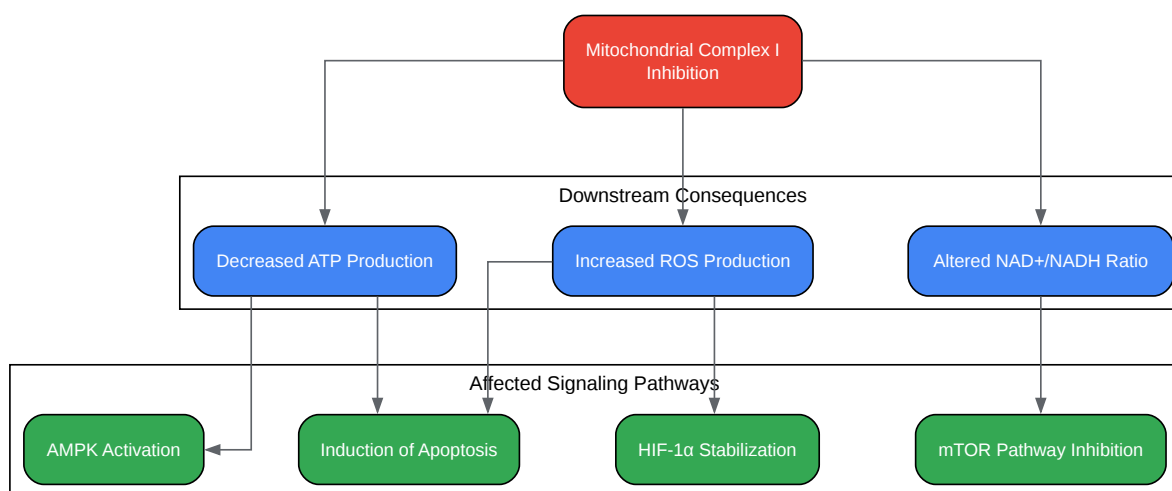 Mitochondrial Complex I
Inhibition
Downstream Consequences
Decreased ATP Production
Increased ROS Production
Altered NAD+/NADH Ratio
Affected Signaling Pathways
AMPK Activation
Induction of Apoptosis
HIF-1α Stabilization
mTOR Pathway Inhibition